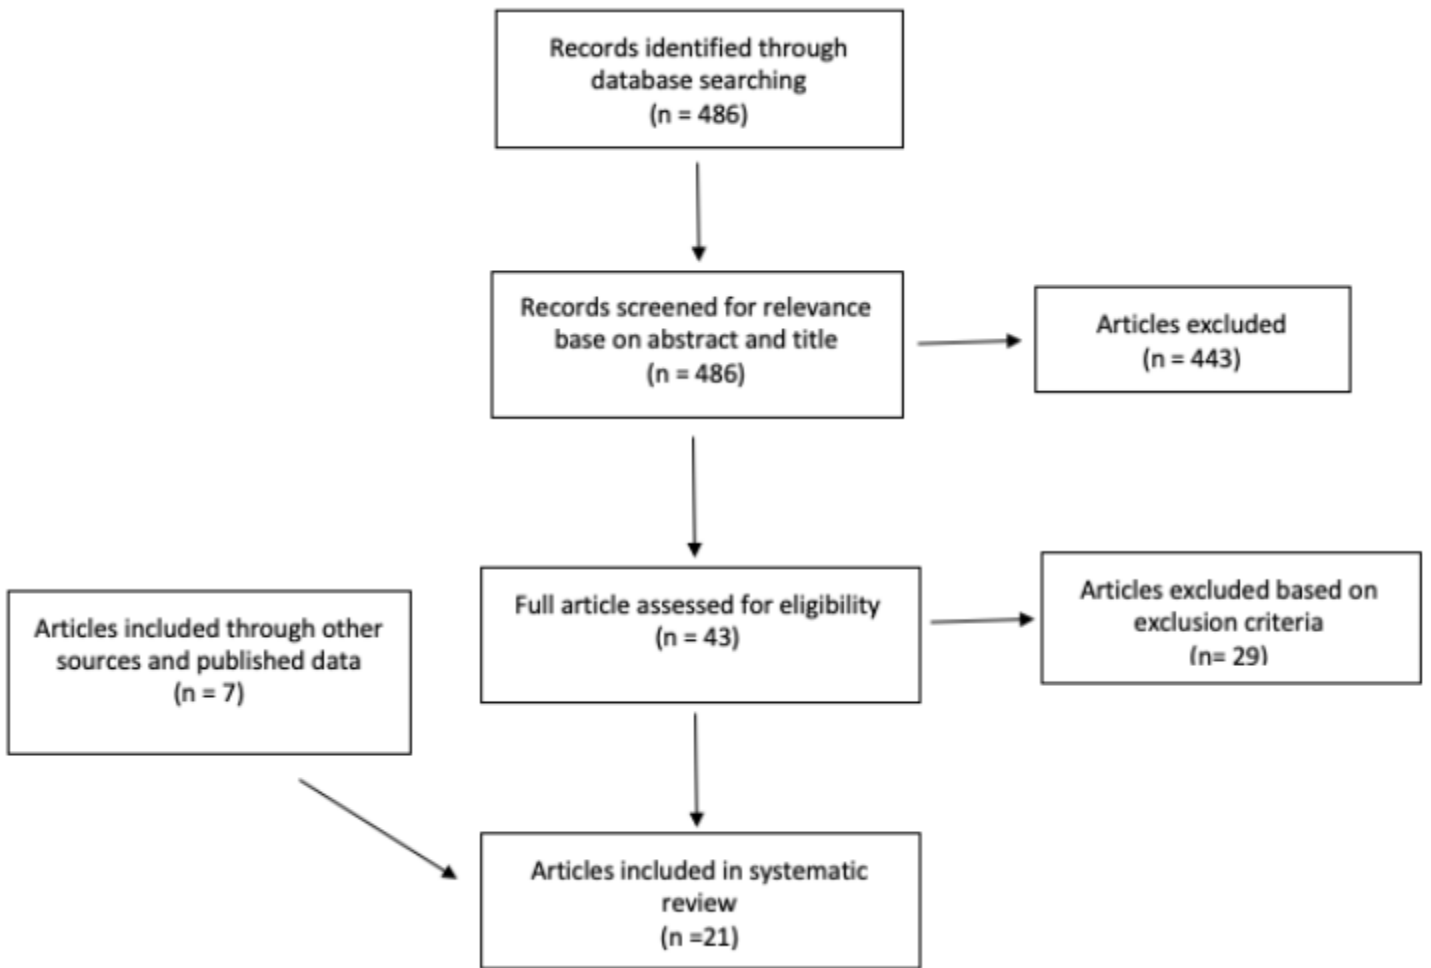 Records identified through
database searching
(n = 486)
Records screened for relevance
base on abstract and title
(n = 486)
Articles excluded
(n = 443)
Full article assessed for eligibility
(n = 43)
Articles excluded based on
exclusion criteria
(n= 29)
Articles included through other
sources and published data
(n = 7)
Articles included in systematic
review
(n =21)